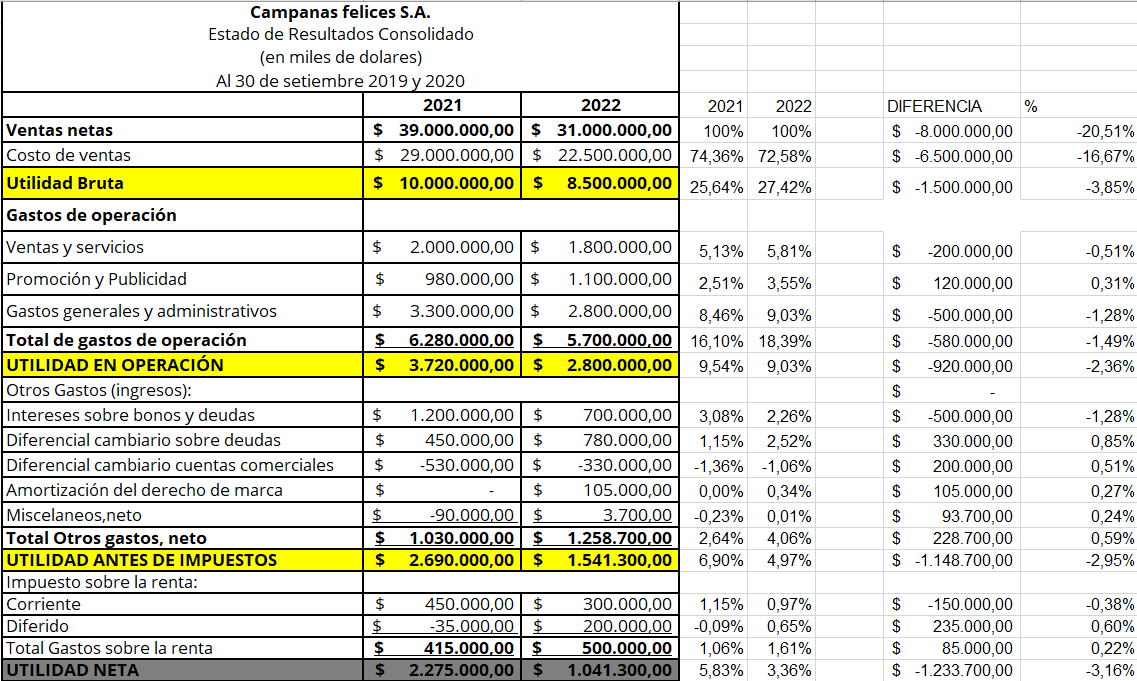 Campanas felices S.A.
Estado de Resultados Consolidado
(en miles de dolares)
Al 30 de setiembre 2019 y 2020
2021 2022 2021 2022 DIFERENCIA %
Ventas netas $ 39.000.000,00 $ 31.000.000,00 100% 100% $ -8.000.000,00 -20,51%
Costo de ventas $ 29.000.000,00 $ 22.500.000,00 74,36% 72,58% $ -6.500.000,00 -16,67%
Utilidad Bruta $ 10.000.000,00 $ 8.500.000,00 25,64% 27,42% $ -1.500.000,00 -3,85%
Gastos de operación
Ventas y servicios $ 2.000.000,00 $ 1.800.000,00 5,13% 5,81% $ -200.000,00 -0,51%
Promoción y Publicidad $ 980.000,00 $ 1.100.000,00 2,51% 3,55% $ 120.000,00 0,31%
Gastos generales y administrativos $ 3.300.000,00 $ 2.800.000,00 8,46% 9,03% $ -500.000,00 -1,28%
Total de gastos de operación $ 6.280.000,00 $ 5.700.000,00 16,10% 18,39% $ -580.000,00 -1,49%
UTILIDAD EN OPERACIÓN $ 3.720.000,00 $ 2.800.000,00 9,54% 9,03% $ -920.000,00 -2,36%
Otros Gastos (ingresos): $ -
Intereses sobre bonos y deudas $ 1.200.000,00 $ 700.000,00 3,08% 2,26% $ -500.000,00 -1,28%
Diferencial cambiario sobre deudas $ 450.000,00 $ 780.000,00 1,15% 2,52% $ 330.000,00 0,85%
Diferencial cambiario cuentas comerciales $ -530.000,00 $ -330.000,00 -1,36% -1,06% $ 200.000,00 0,51%
Amortización del derecho de marca $ - $ 105.000,00 0,00% 0,34% $ 105.000,00 0,27%
Miscelaneos,neto $ -90.000,00 $ 3.700,00 -0,23% 0,01% $ 93.700,00 0,24%
Total Otros gastos, neto $ 1.030.000,00 $ 1.258.700,00 2,64% 4,06% $ 228.700,00 0,59%
UTILIDAD ANTES DE IMPUESTOS $ 2.690.000,00 $ 1.541.300,00 6,90% 4,97% $ -1.148.700,00 -2,95%
Impuesto sobre la renta:
Corriente $ 450.000,00 $ 300.000,00 1,15% 0,97% $ -150.000,00 -0,38%
Diferido $ -35.000,00 $ 200.000,00 -0,09% 0,65% $ 235.000,00 0,60%
Total Gastos sobre la renta $ 415.000,00 $ 500.000,00 1,06% 1,61% $ 85.000,00 0,22%
UTILIDAD NETA $ 2.275.000,00 $ 1.041.300,00 5,83% 3,36% $ -1.233.700,00 -3,16%